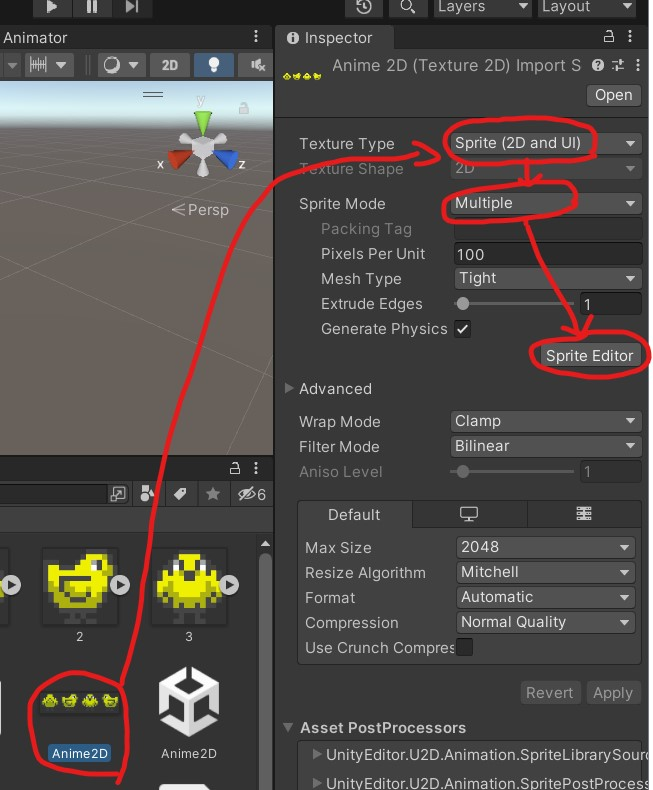 Layers
Layout
Animator
Inspector
2D
Anime 2D (Texture 2D) Import S
Open
y
x
z
Persp
Texture Type
Sprite (2D and UI)
Texture Shape
2D
Sprite Mode
Multiple
Packing Tag
Pixels Per Unit
100
Mesh Type
Tight
Extrude Edges
1
Generate Physics
Sprite Editor
Advanced
Wrap Mode
Clamp
Filter Mode
Bilinear
Aniso Level
1
6
Default
Max Size
2048
Resize Algorithm
Mitchell
Format
Automatic
Compression
Normal Quality
Use Crunch Compres
2
3
Revert
Apply
Anime2D
Anime2D
Asset PostProcessors
UnityEditor.U2D.Animation.SpriteLibrarySour
UnityEditor.U2D.Animation.SpritePostProcess